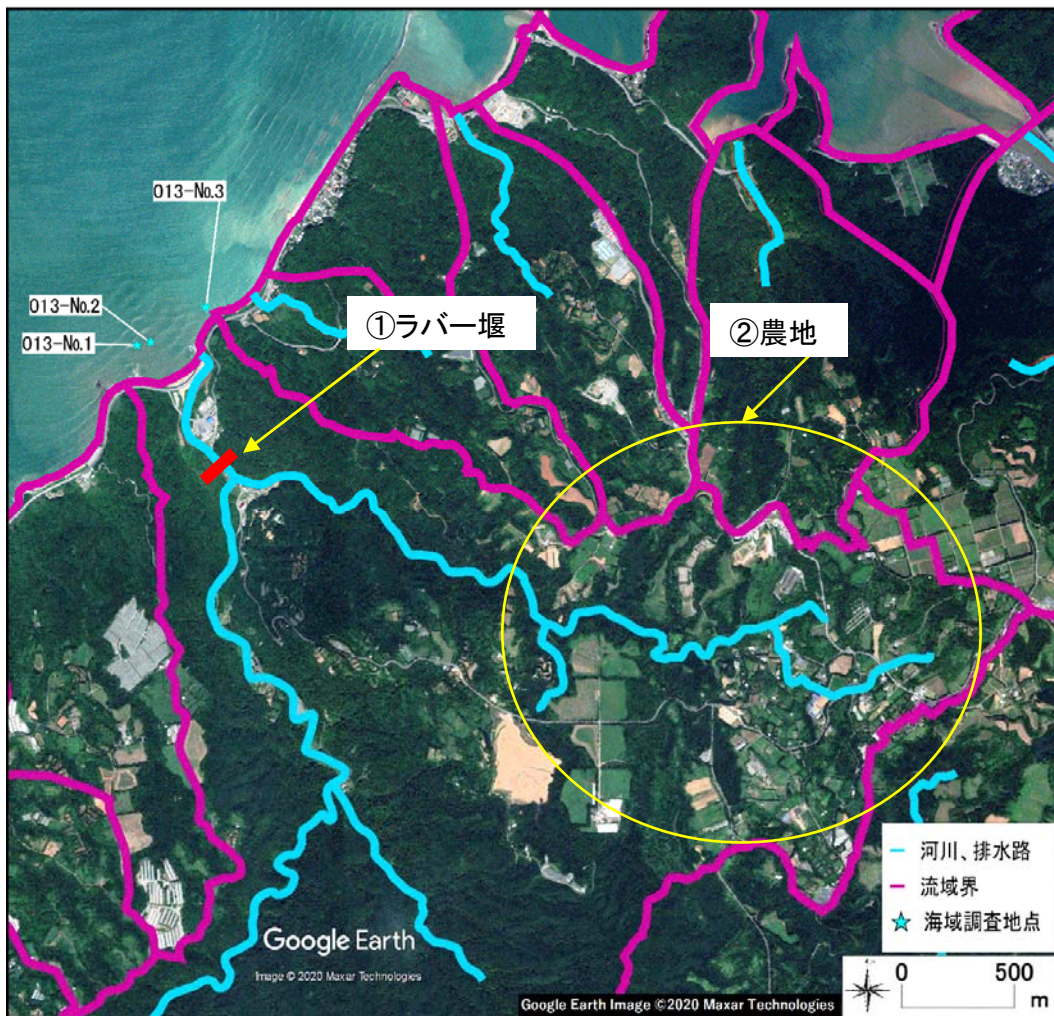 013-No.3
013-No.2
013-No.1
①ラバー堰
②農地
河川、排水路
流域界
海域調査地点
Google Earth
Image © 2020 Maxar Technologies
Google Earth Image ©2020 Maxar Technologies
0 500
m